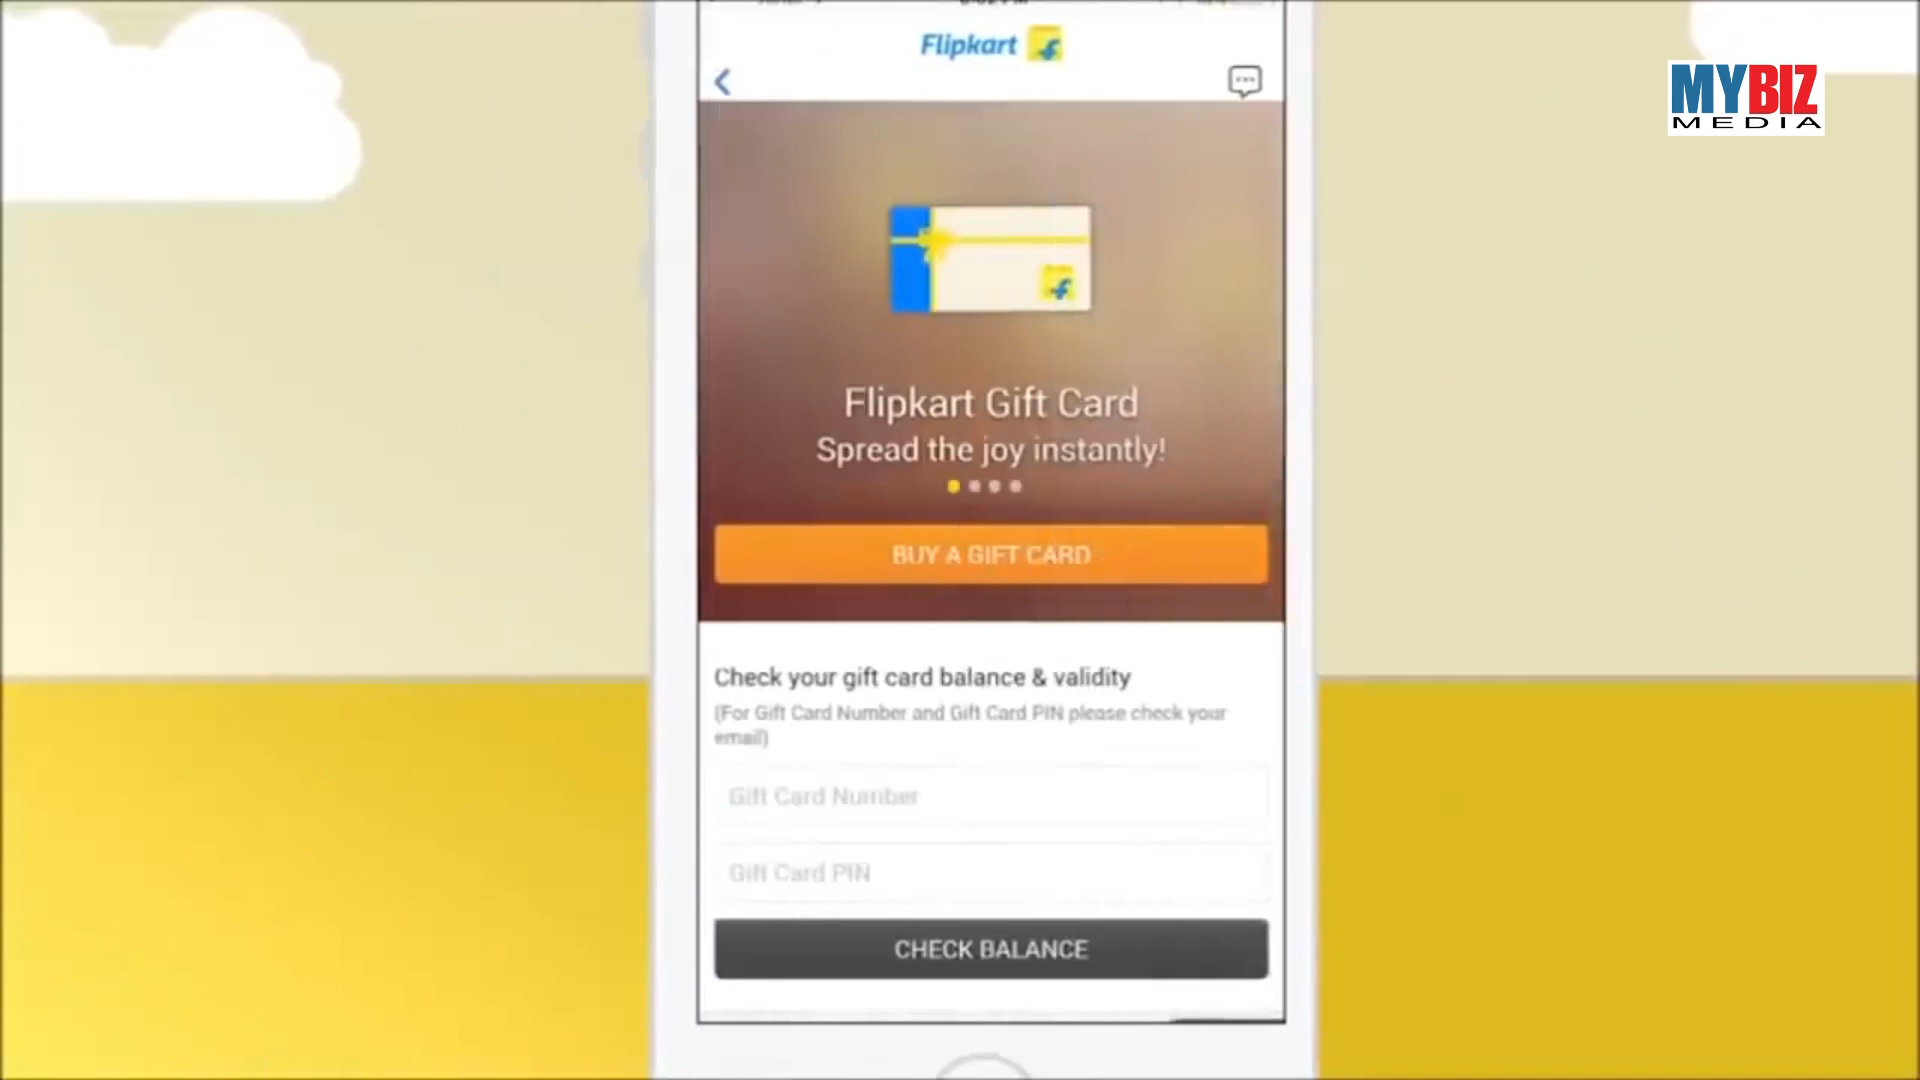 Flipkart
MYBIZ
MEDIA
Flipkart Gift Card
Spread the joy instantly!
BUY A GIFT CARD
Check your gift card balance & validity
(For Gift Card Number and Gift Card PIN please check your
email)
Gift Card Number
Gift Card PIN
CHECK BALANCE